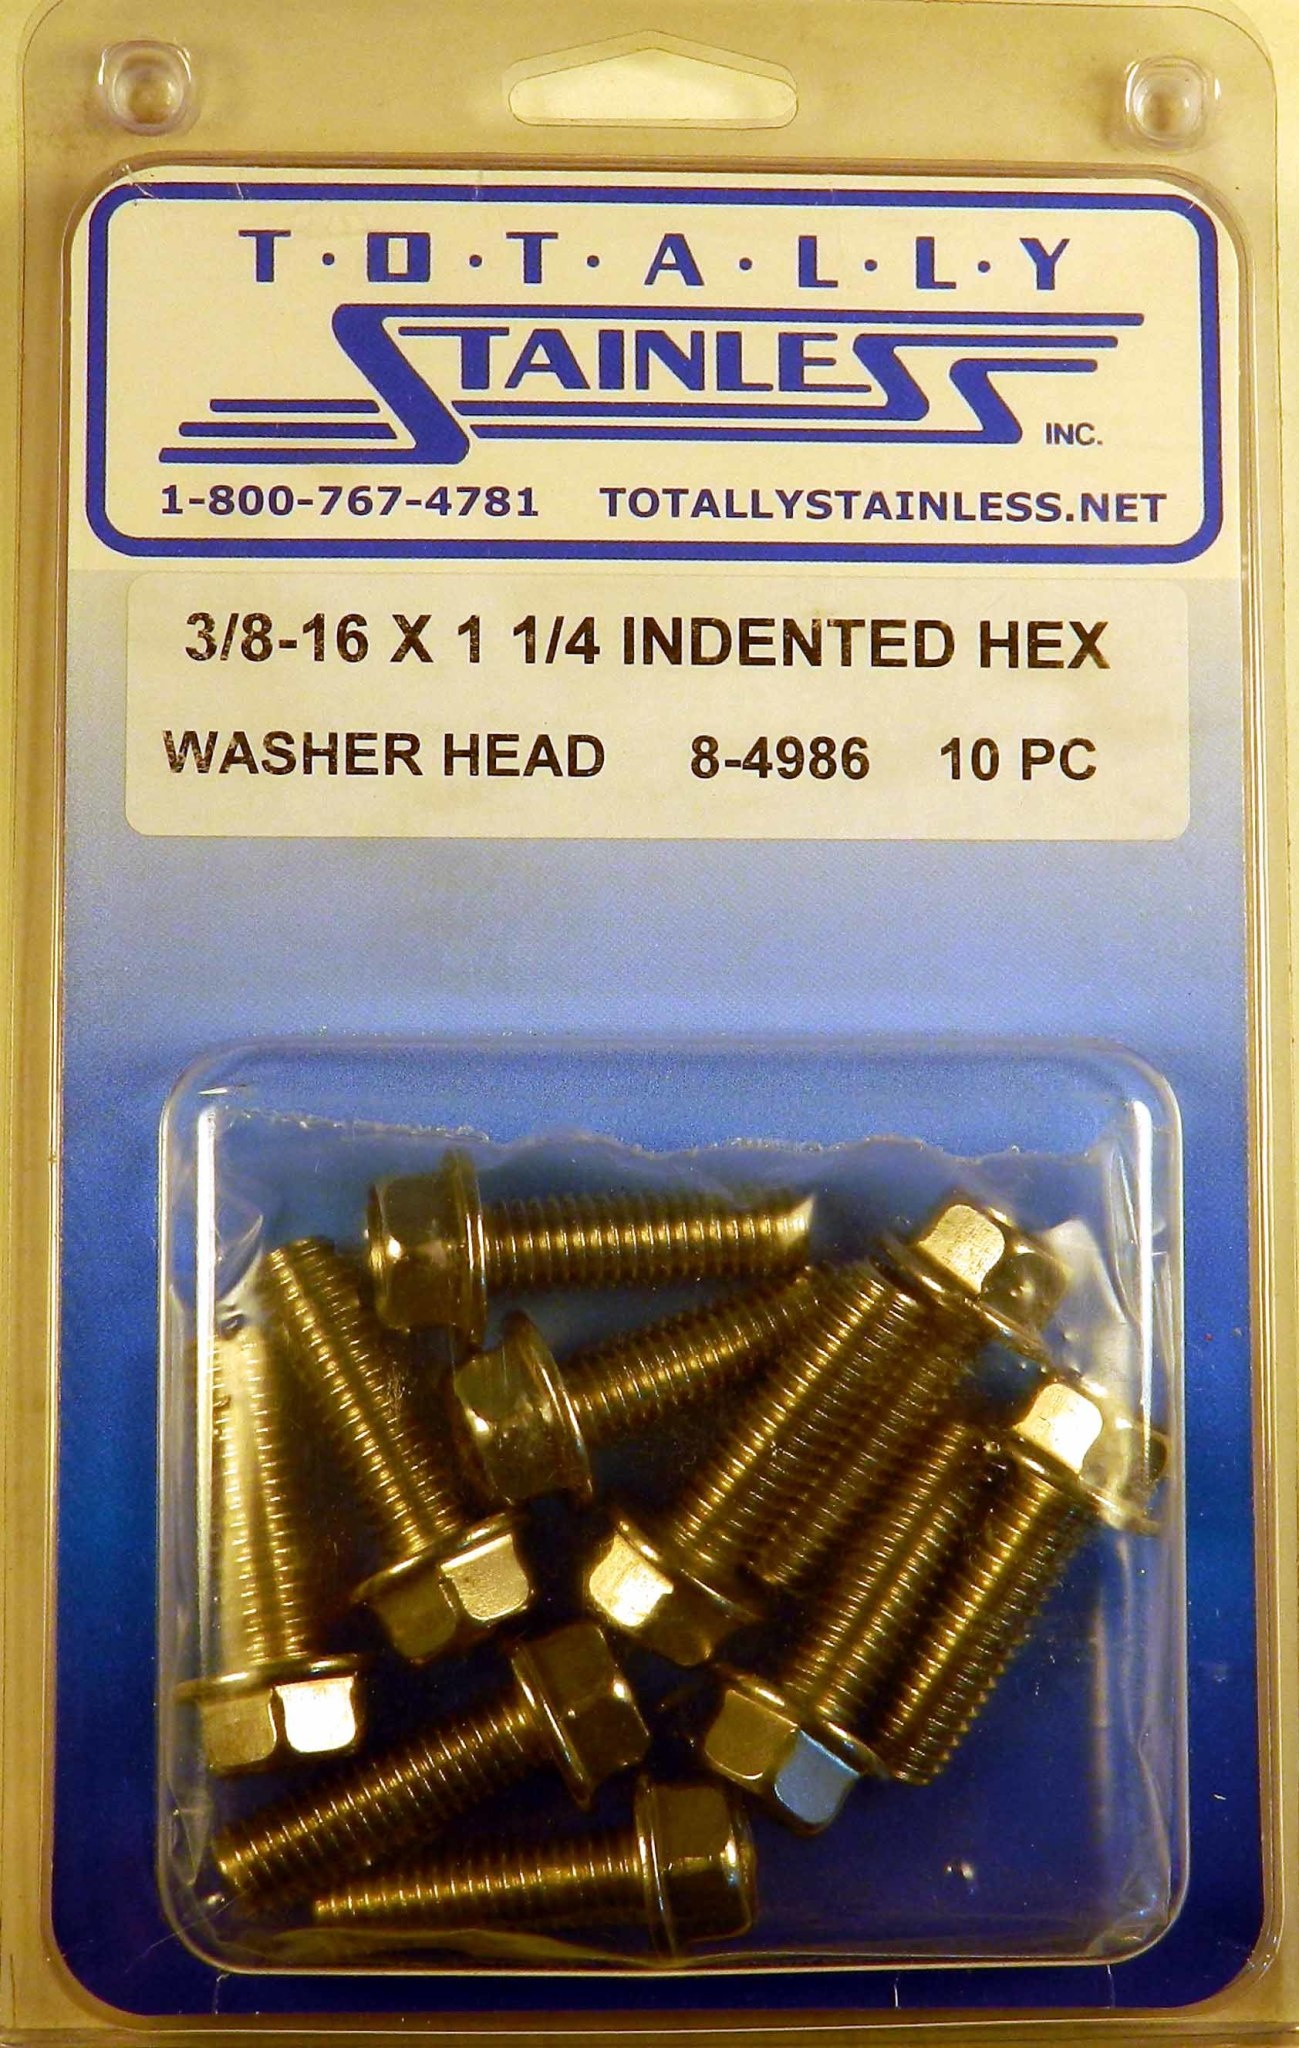 T·O·T·A·L·L·Y
STAINLESS INC.
1-800-767-4781 TOTALLYSTAINLESS.NET
3/8-16 X 1 1/4 INDENTED HEX
WASHER HEAD 8-4986 10 PC